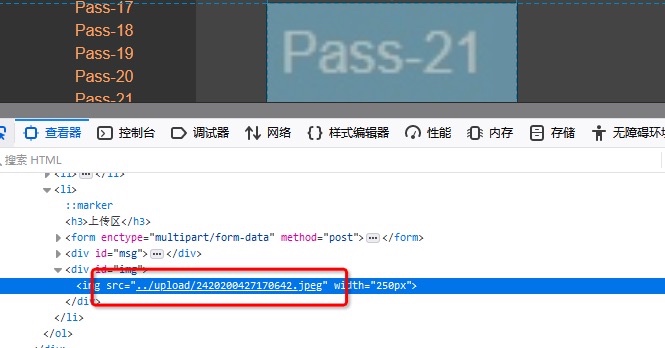 Pass-17
Pass-18
Pass-19
Pass-20
Pass-21
Pass-21
查看器 控制台 调试器 网络 {} 样式编辑器 性能 内存 存储 无障碍环境
搜索 HTML
<li>⋯</li>
<li>
::marker
<h3>上传区</h3>
<form enctype="multipart/form-data" method="post">⋯</form>
<div id="msg">⋯</div>
<div id="img">
<img src="../upload/2420200427170642.jpeg" width="250px">
</div>
</li>
</ol>
</div>